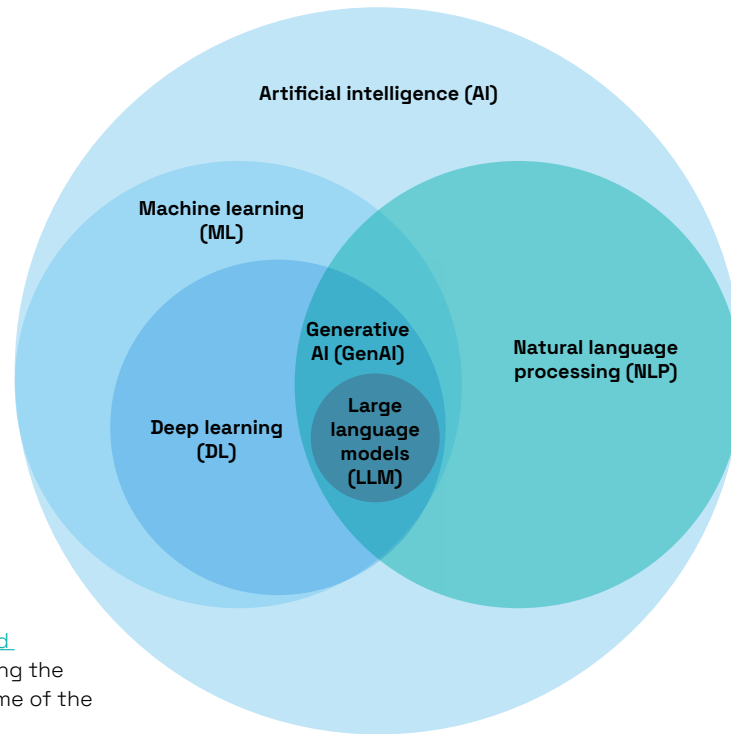 Artificial intelligence (AI)
Machine learning
(ML)
Generative
AI (GenAI)
Natural language
processing (NLP)
Large
language
models
(LLM)
Deep learning
(DL)
d
ng the
me of the